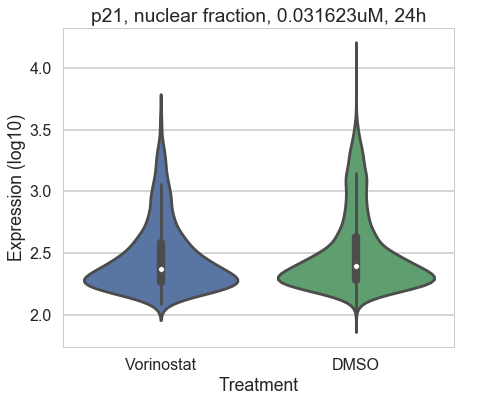 p21, nuclear fraction, 0.031623uM, 24h
Expression (log10)
4.0
3.5
3.0
2.5
2.0
Vorinostat DMSO
Treatment